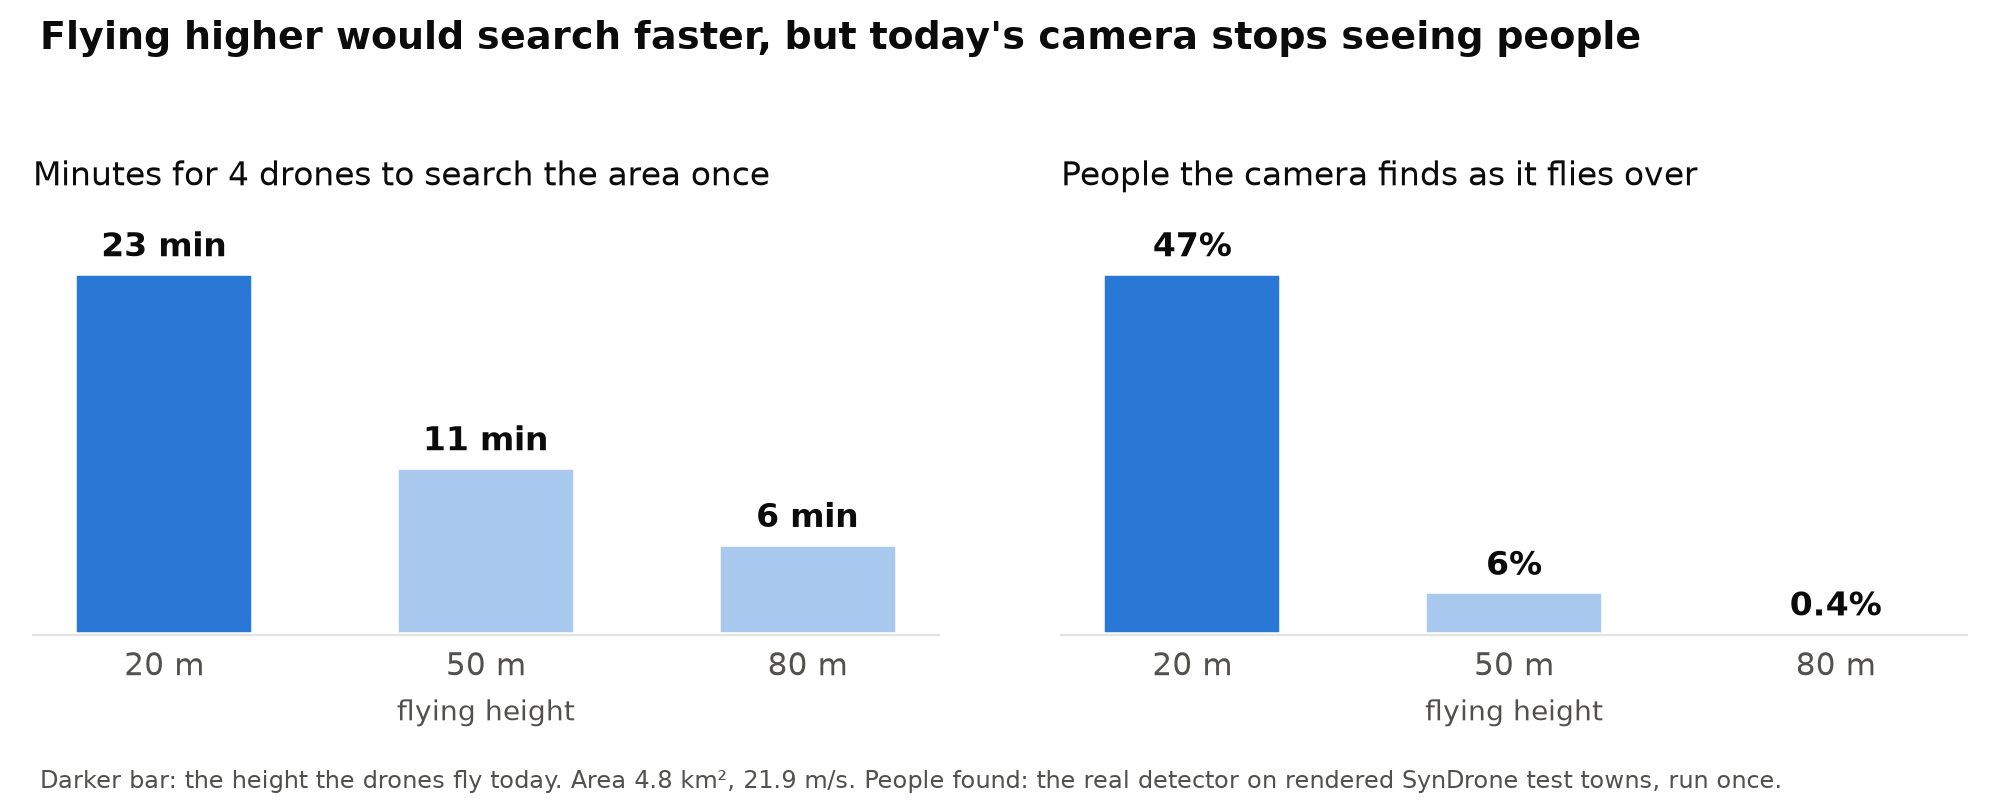 Flying higher would search faster, but today's camera stops seeing people
Minutes for 4 drones to search the area once
23 min
11 min
6 min
20 m
50 m
80 m
flying height
People the camera finds as it flies over
47%
6%
0.4%
20 m
50 m
80 m
flying height
Darker bar: the height the drones fly today. Area 4.8 km², 21.9 m/s. People found: the real detector on rendered SynDrone test towns, run once.